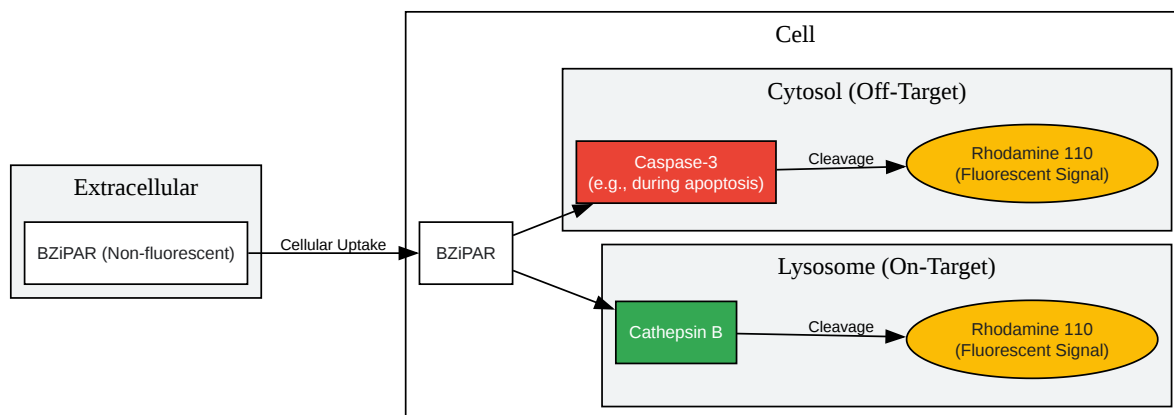 Cell
Cytosol (Off-Target)
Caspase-3
(e.g., during apoptosis)
Cleavage
Rhodamine 110
(Fluorescent Signal)
Extracellular
BZiPAR (Non-fluorescent)
Cellular Uptake
BZiPAR
Lysosome (On-Target)
Cathepsin B
Cleavage
Rhodamine 110
(Fluorescent Signal)